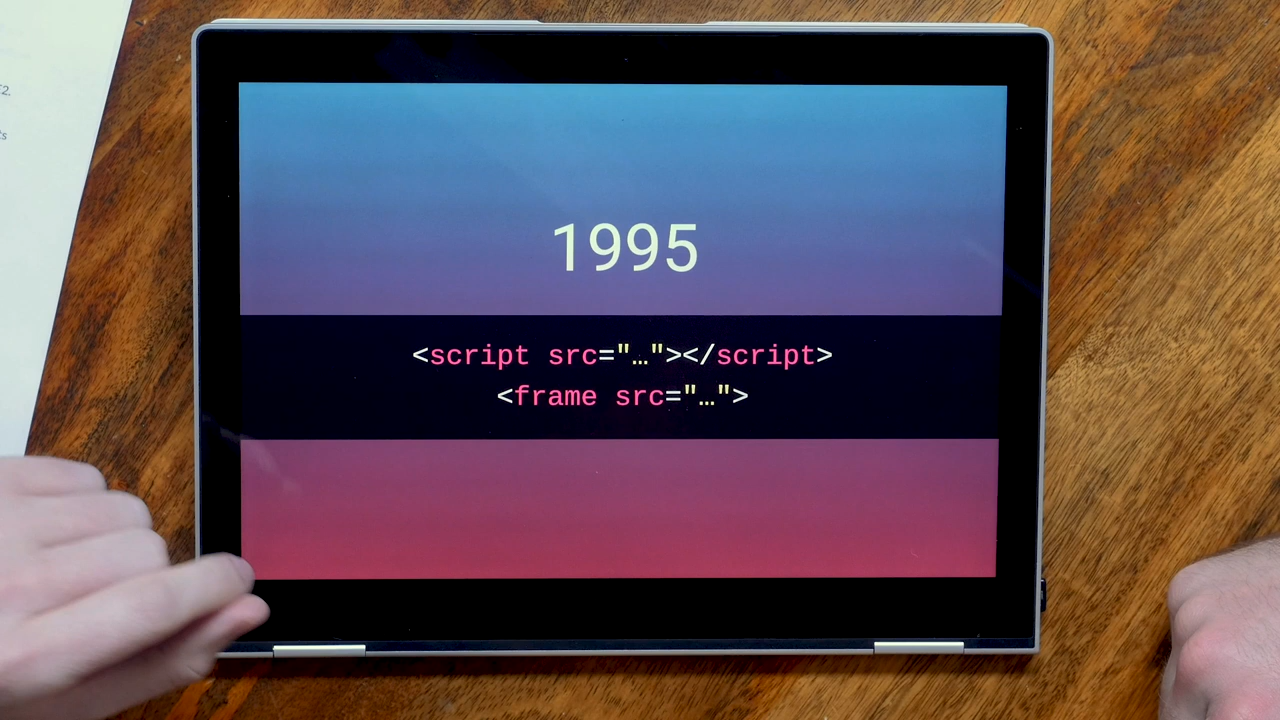 1995
<script src="…"></script>
<frame src="…">